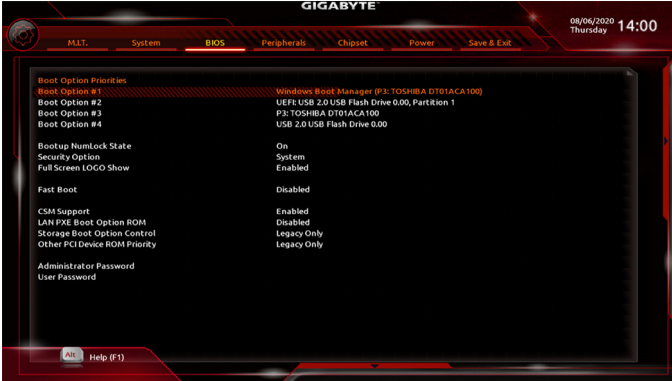 GIGABYTE
08/06/2020 Thursday 14:00
M.I.T. System BIOS Peripherals Chipset Power Save & Exit
Boot Option Priorities
Boot Option #1 Windows Boot Manager (P3: TOSHIBA DT01ACA100)
Boot Option #2 UEFI: USB 2.0 USB Flash Drive 0.00, Partition 1
Boot Option #3 P3: TOSHIBA DT01ACA100
Boot Option #4 USB 2.0 USB Flash Drive 0.00
Bootup NumLock State On
Security Option System
Full Screen LOGO Show Enabled
Fast Boot Disabled
CSM Support Enabled
LAN PXE Boot Option ROM Disabled
Storage Boot Option Control Legacy Only
Other PCI Device ROM Priority Legacy Only
Administrator Password
User Password
Alt Help (F1)